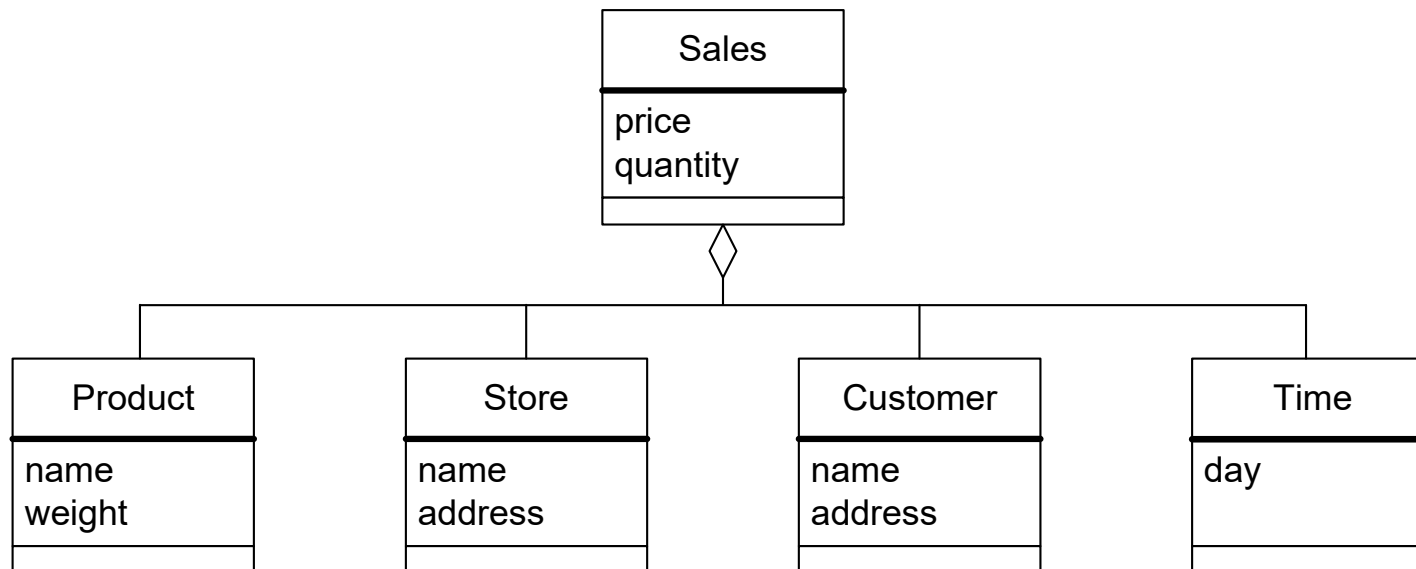 Sales
price
quantity
Product
Store
Customer
Time
name
weight
name
address
name
address
day